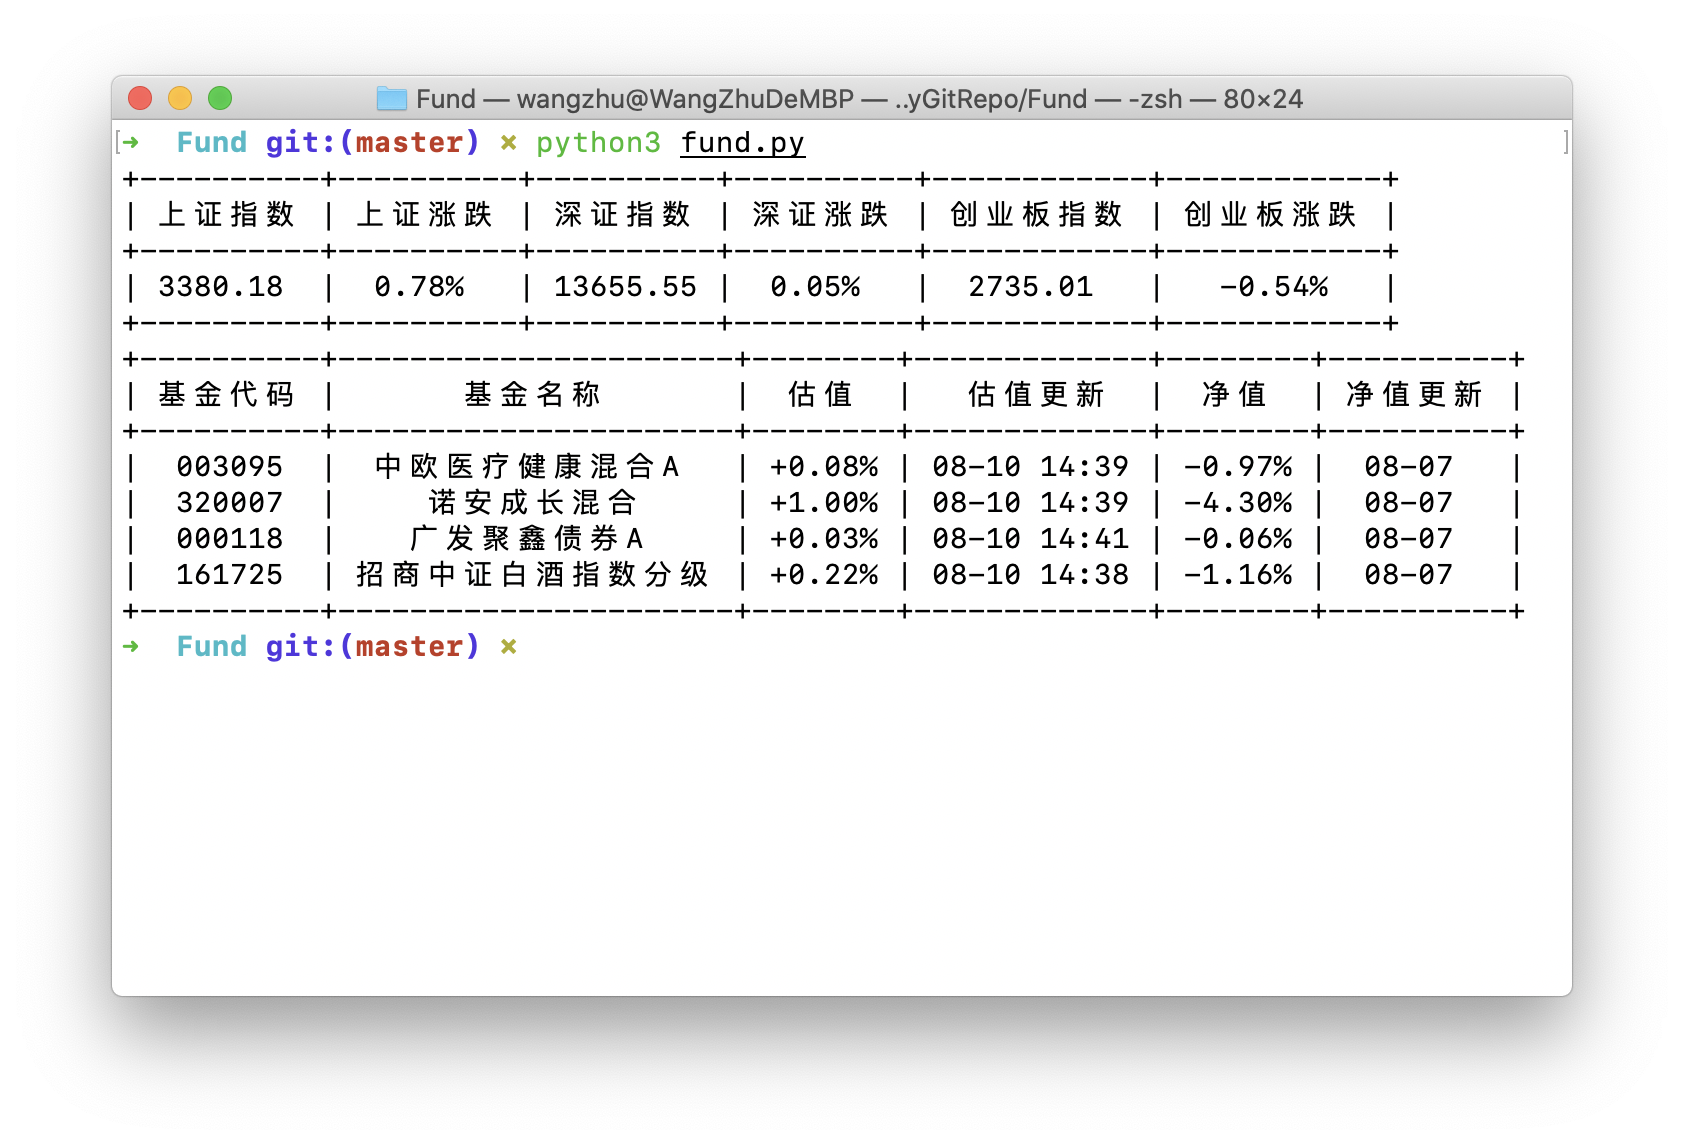 Fund — wangzhu@WangZhuDeMBP — ..yGitRepo/Fund — -zsh — 80×24
[➜  Fund git:(master) ✗ python3 fund.py ]
+----------+----------+----------+----------+------------+------------+
| 上证指数 | 上证涨跌 | 深证指数 | 深证涨跌 | 创业板指数 | 创业板涨跌 |
+----------+----------+----------+----------+------------+------------+
| 3380.18  |  0.78%   | 13655.55 |  0.05%   |  2735.01   |   -0.54%   |
+----------+----------+----------+----------+------------+------------+
+----------+----------------------+---------+-------------+---------+----------+
| 基金代码 |       基金名称       |  估值  |  估值更新  |  净值  | 净值更新 |
+----------+----------------------+---------+-------------+---------+----------+
|  003095  |  中欧医疗健康混合A   | +0.08% | 08-10 14:39 | -0.97% |  08-07   |
|  320007  |     诺安成长混合     | +1.00% | 08-10 14:39 | -4.30% |  08-07   |
|  000118  |    广发聚鑫债券A     | +0.03% | 08-10 14:41 | -0.06% |  08-07   |
|  161725  | 招商中证白酒指数分级 | +0.22% | 08-10 14:38 | -1.16% |  08-07   |
+----------+----------------------+---------+-------------+---------+----------+
➜  Fund git:(master) ✗